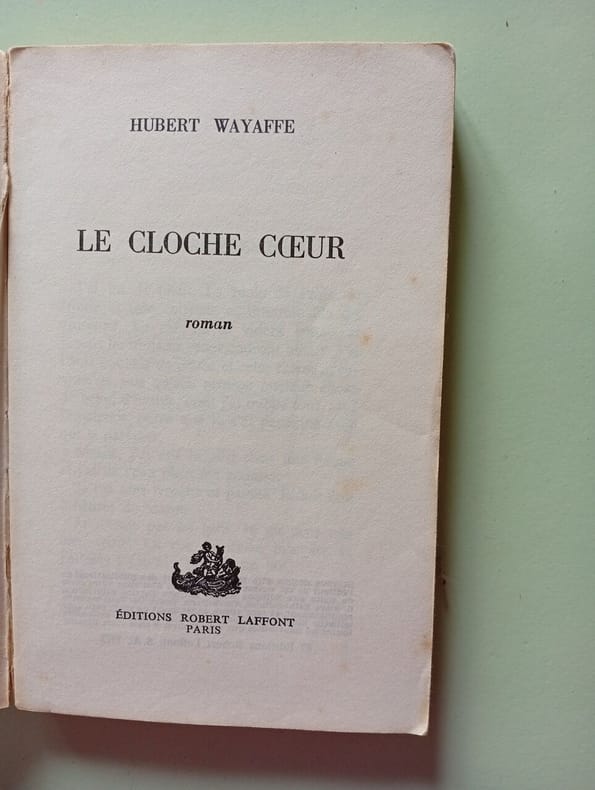 HUBERT WAYAFFE
LE CLOCHE CŒUR
roman
ÉDITIONS ROBERT LAFFONT
PARIS